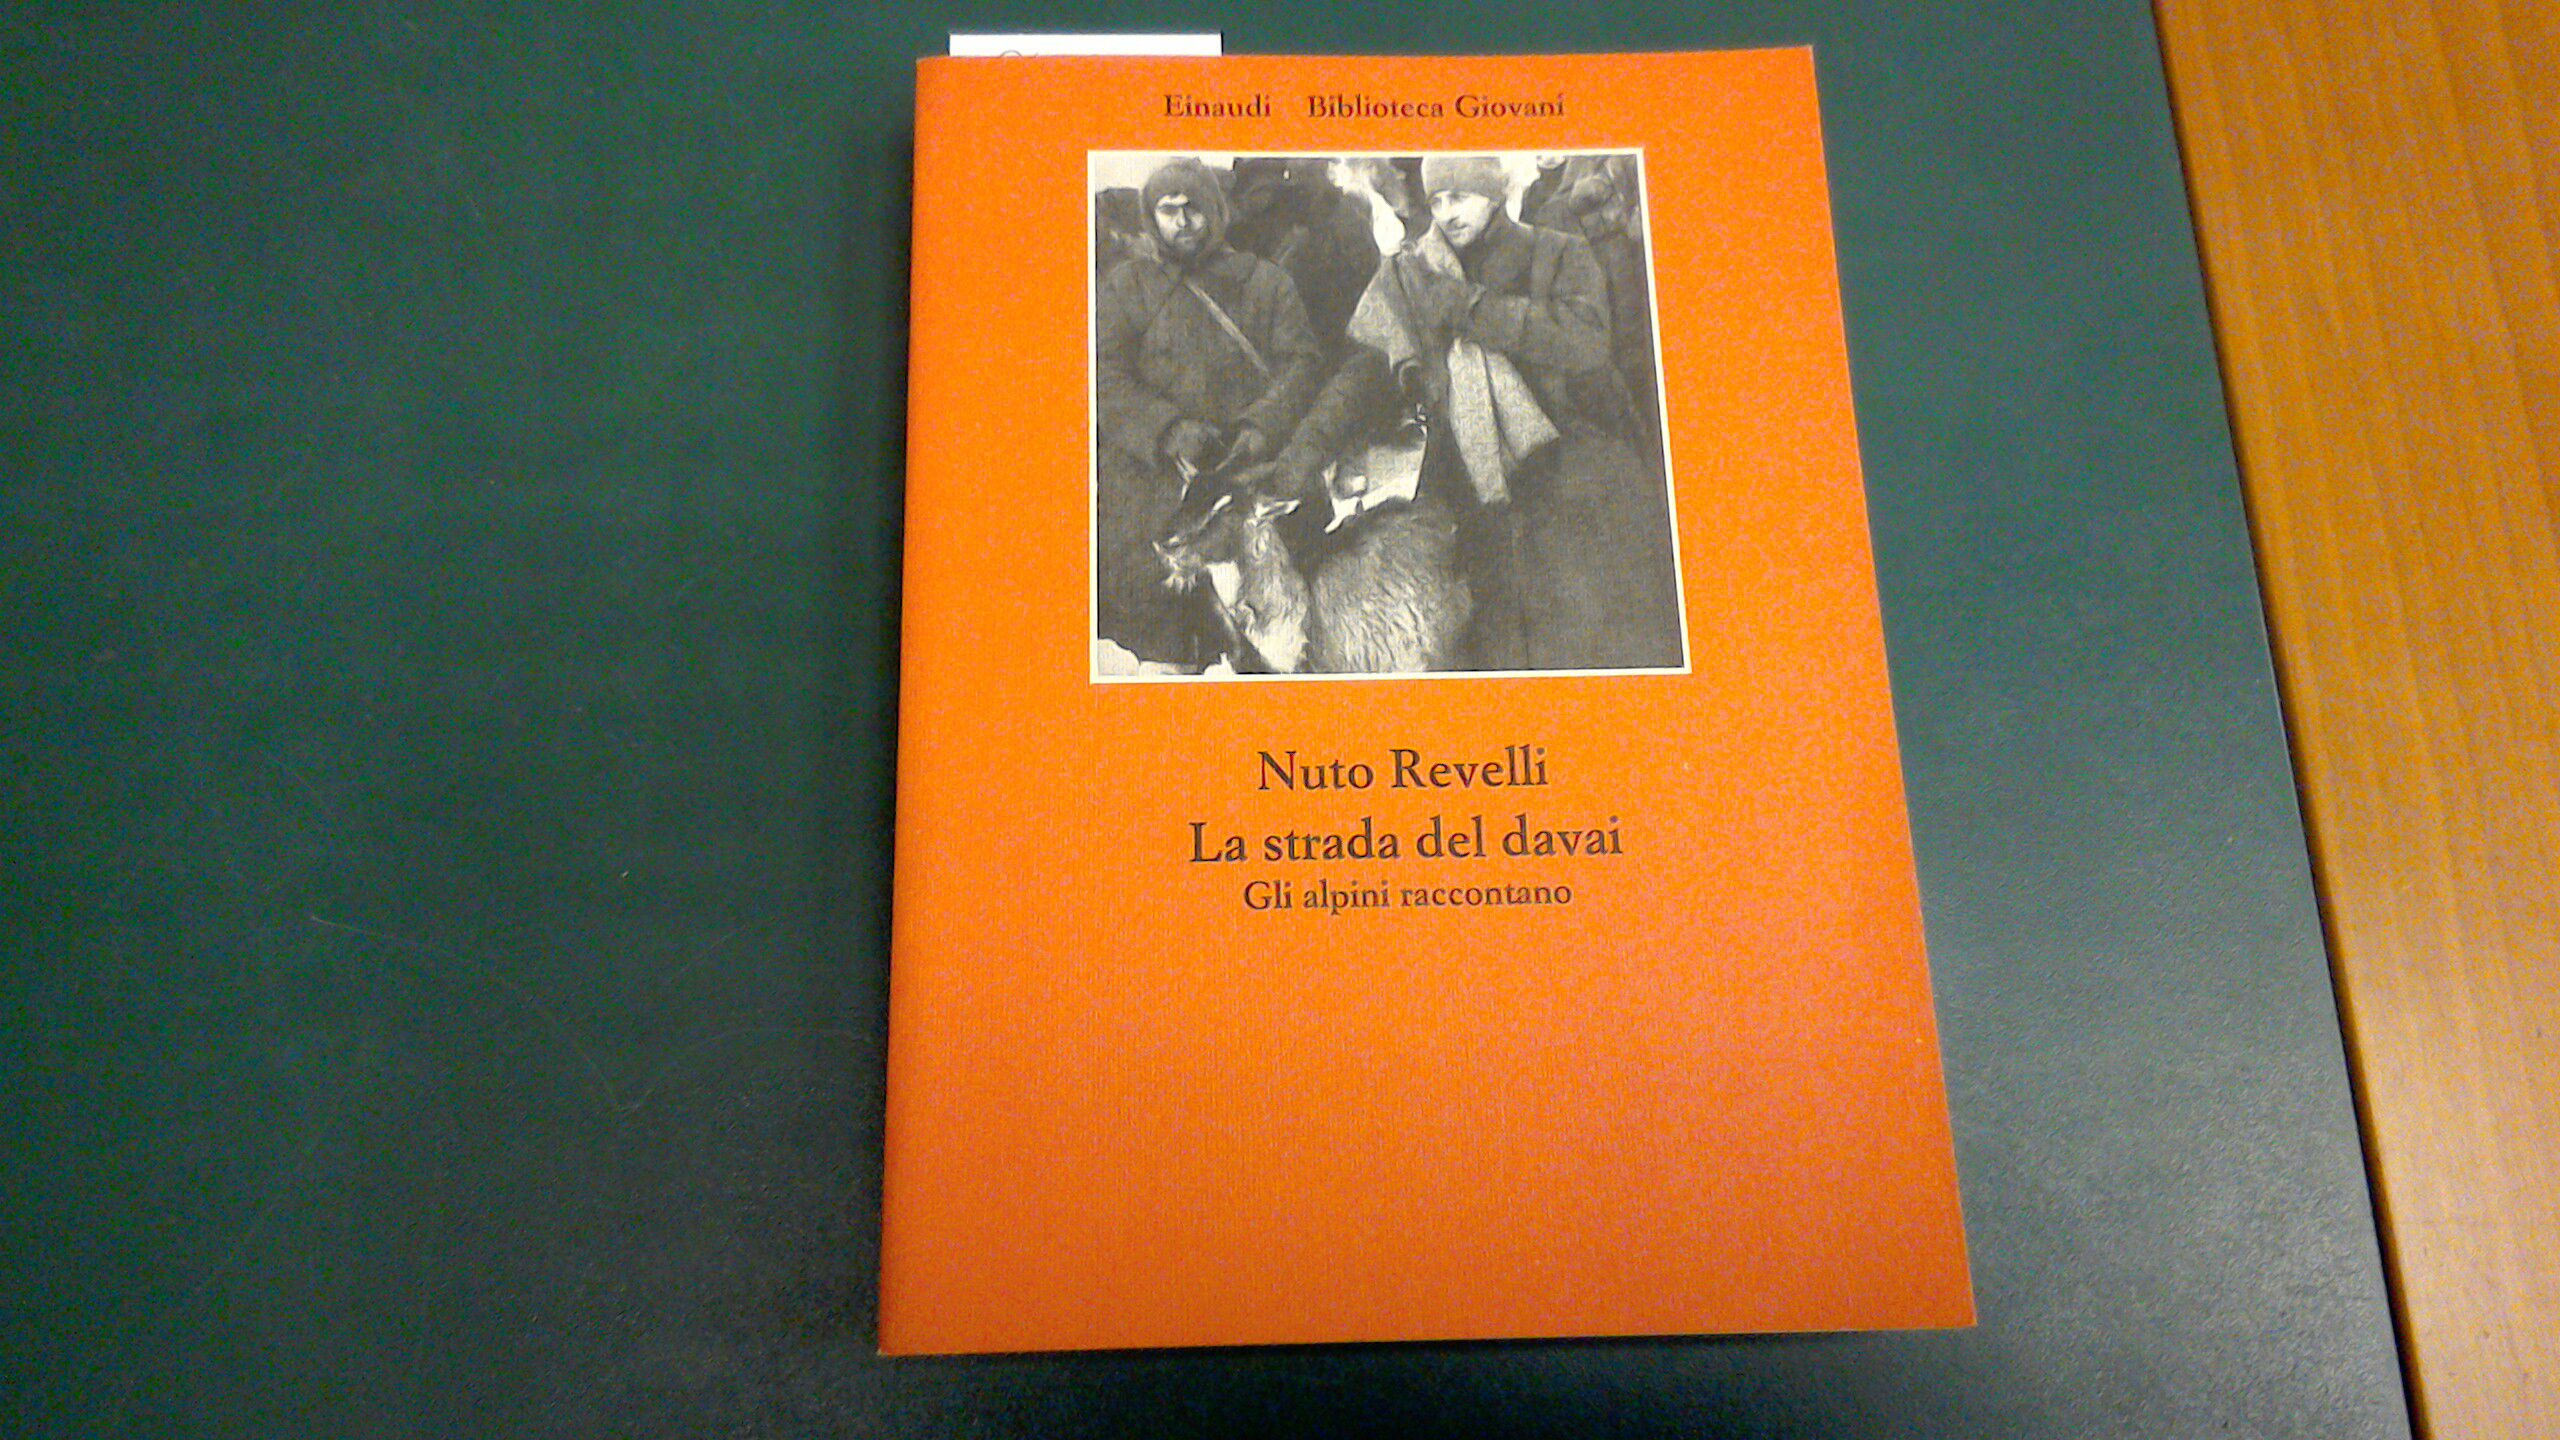 Einaudi Biblioteca Giovani
Nuto Revelli
La strada del davai
Gli alpini raccontano